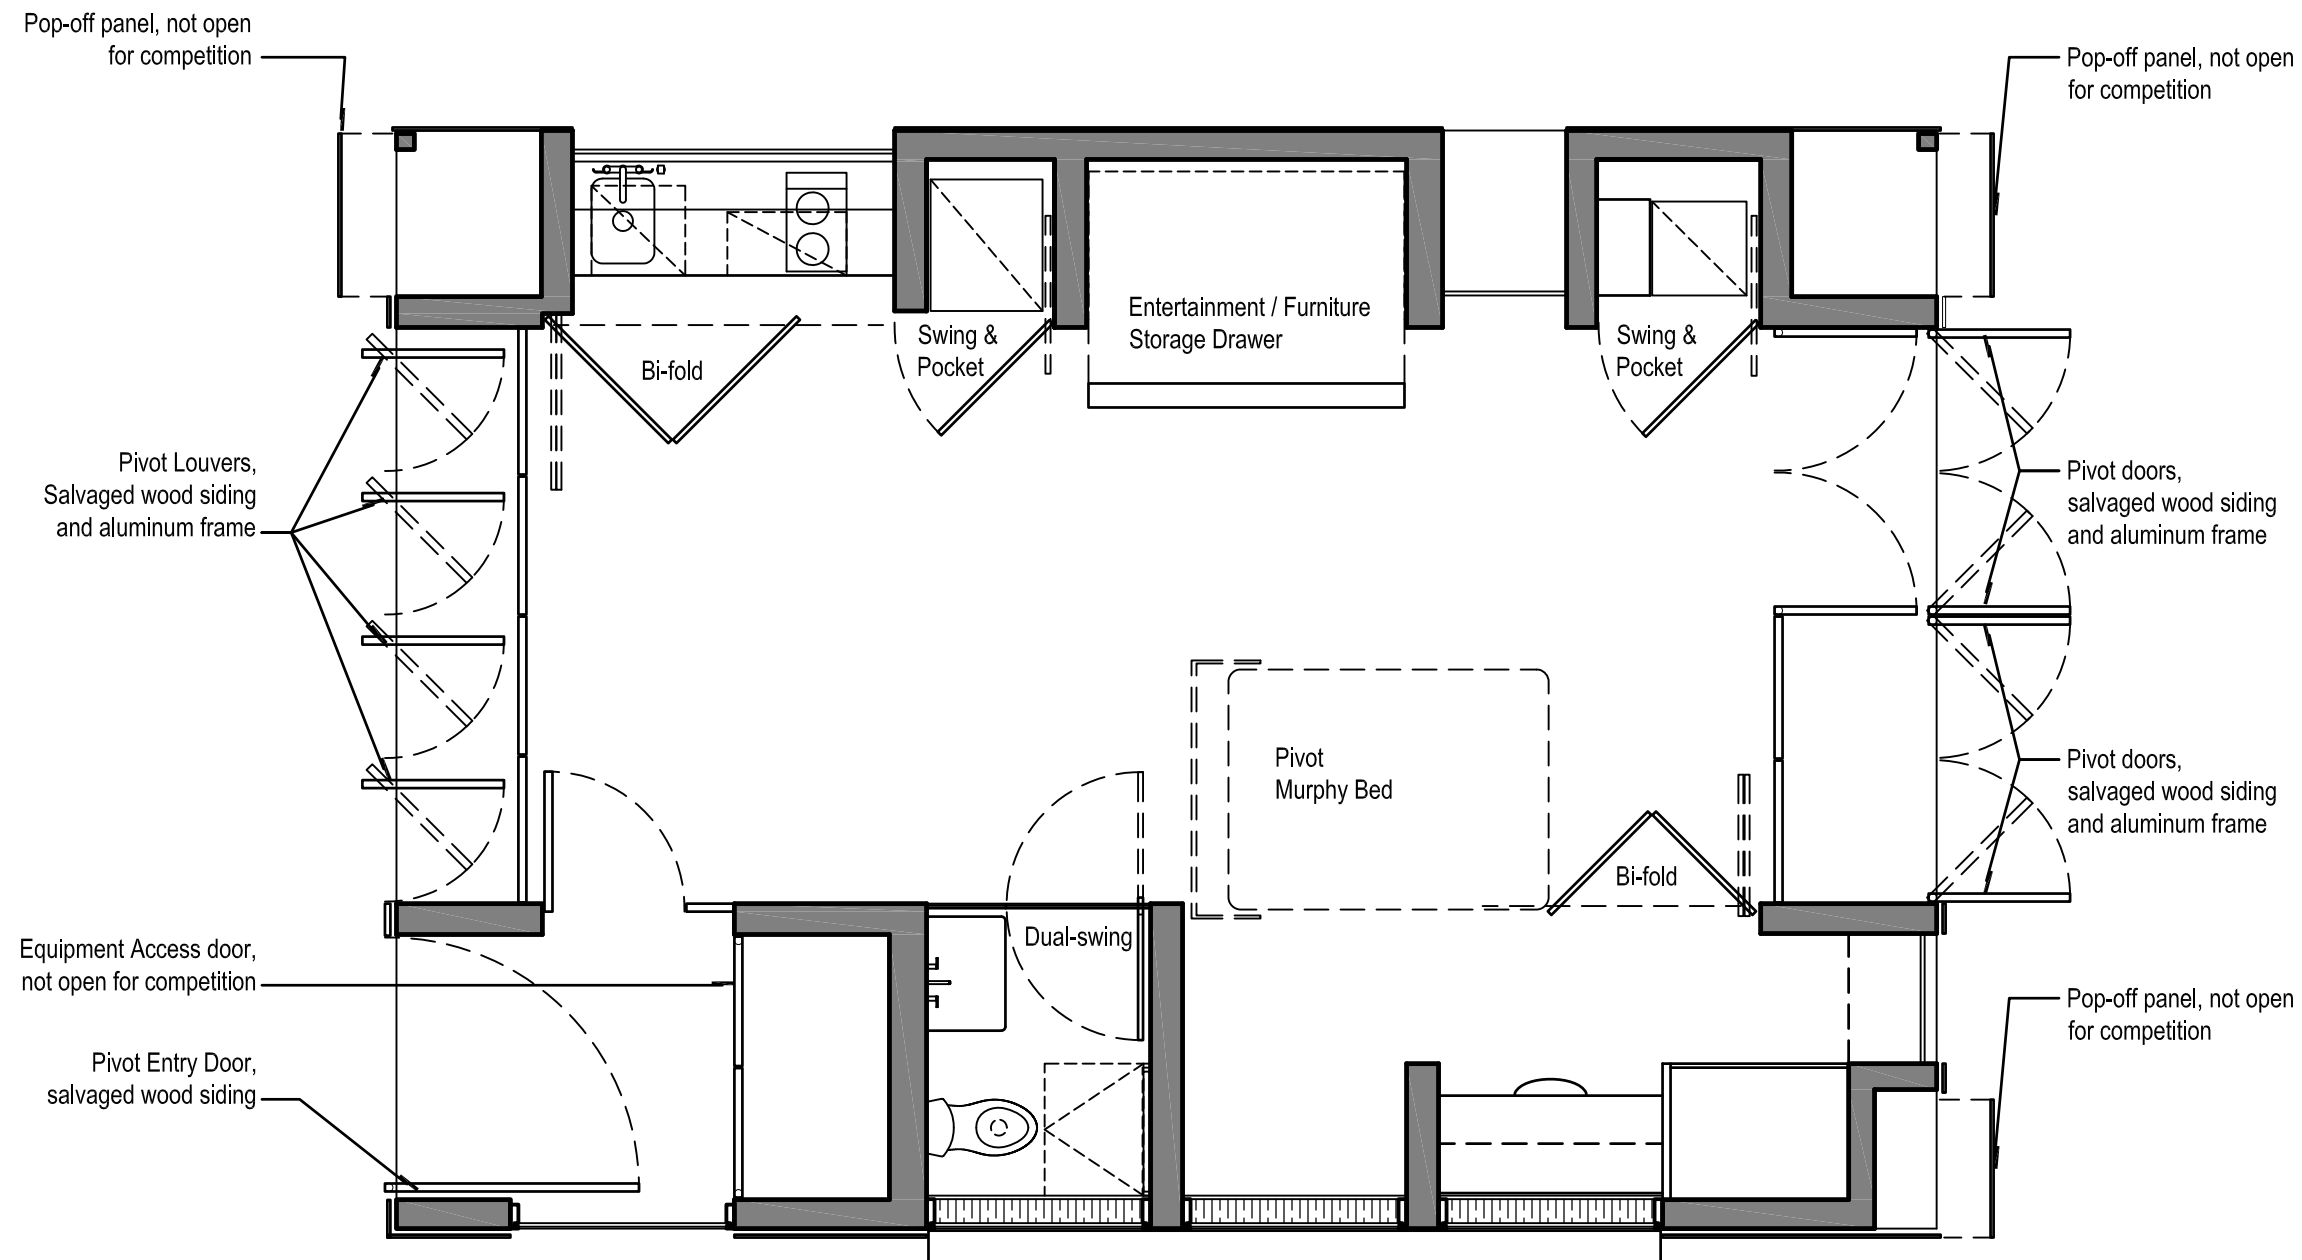 Pop-off panel, not open
for competition
Pop-off panel, not open
for competition
Entertainment / Furniture
Storage Drawer
Swing &
Pocket
Swing &
Pocket
Bi-fold
Pivot Louvers,
Salvaged wood siding
and aluminum frame
Pivot doors,
salvaged wood siding
and aluminum frame
Pivot
Murphy Bed
Pivot doors,
salvaged wood siding
and aluminum frame
Bi-fold
Dual-swing
Equipment Access door,
not open for competition
Pop-off panel, not open
for competition
Pivot Entry Door,
salvaged wood siding